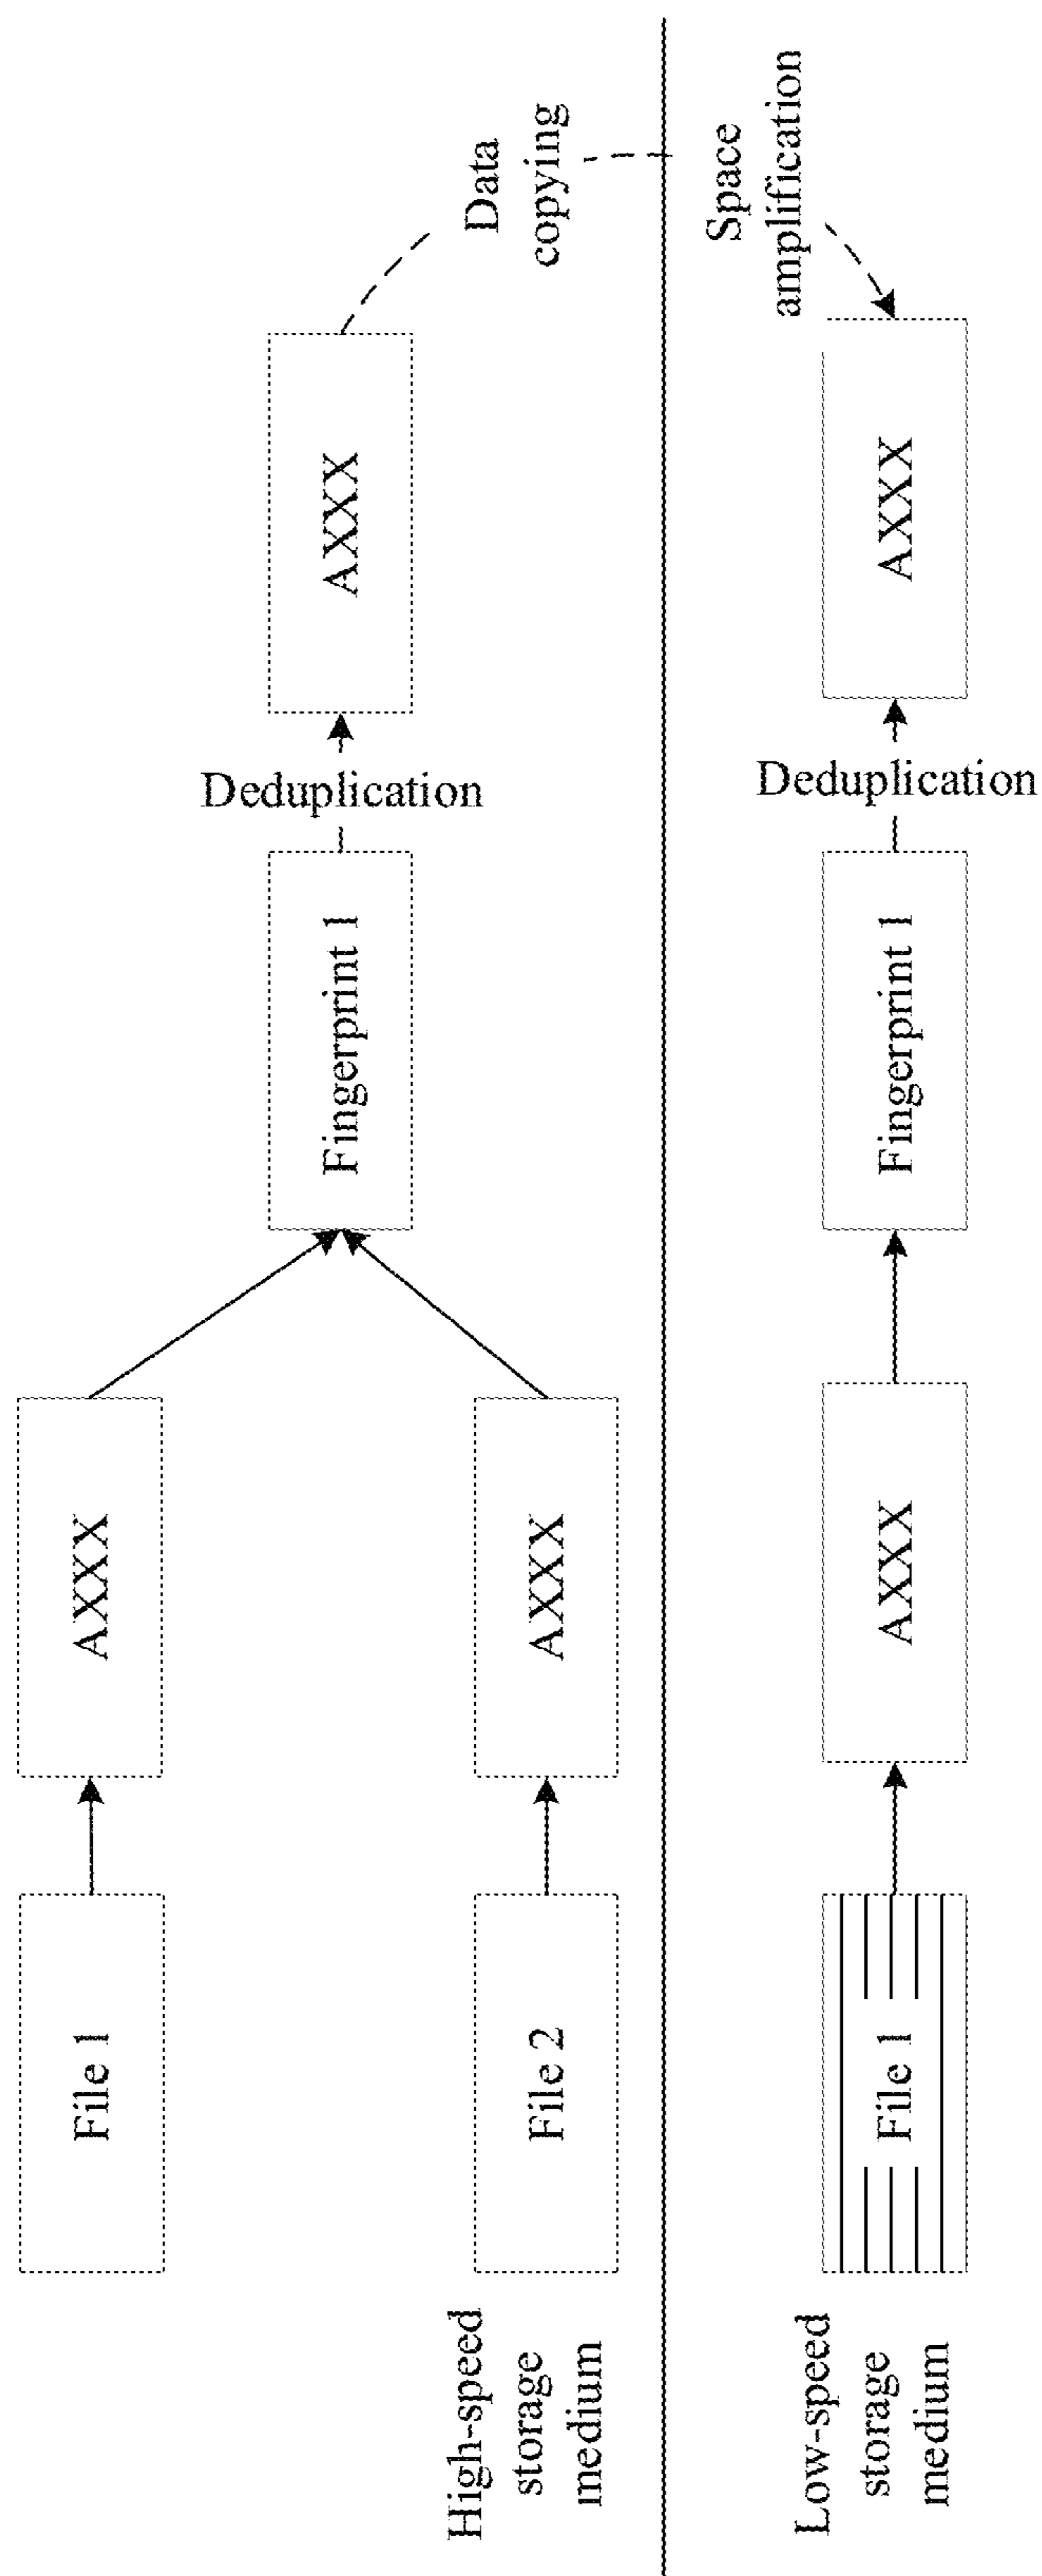 File 1
AXXX
Fingerprint 1
Deduplication
AXXX
File 2
AXXX
Data
copying
High-speed
storage
medium
Space
amplification
Low-speed
storage
medium
File 1
AXXX
Fingerprint 1
Deduplication
AXXX